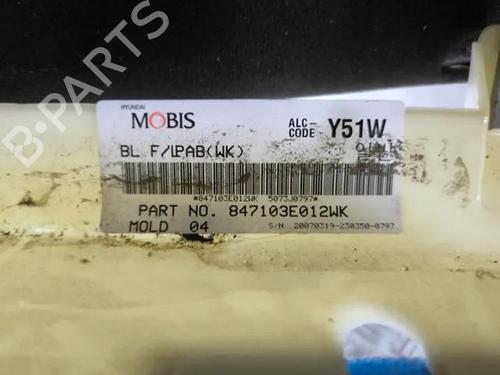 HYUNDAI
MOBIS
ALC-
CODE Y51W
BL F/LPAB(WK)
*847103E012WK 5073J0797*
PART NO. 847103E012WK
MOLD 04
S/N 20070319-230350-0797
B-PARTS